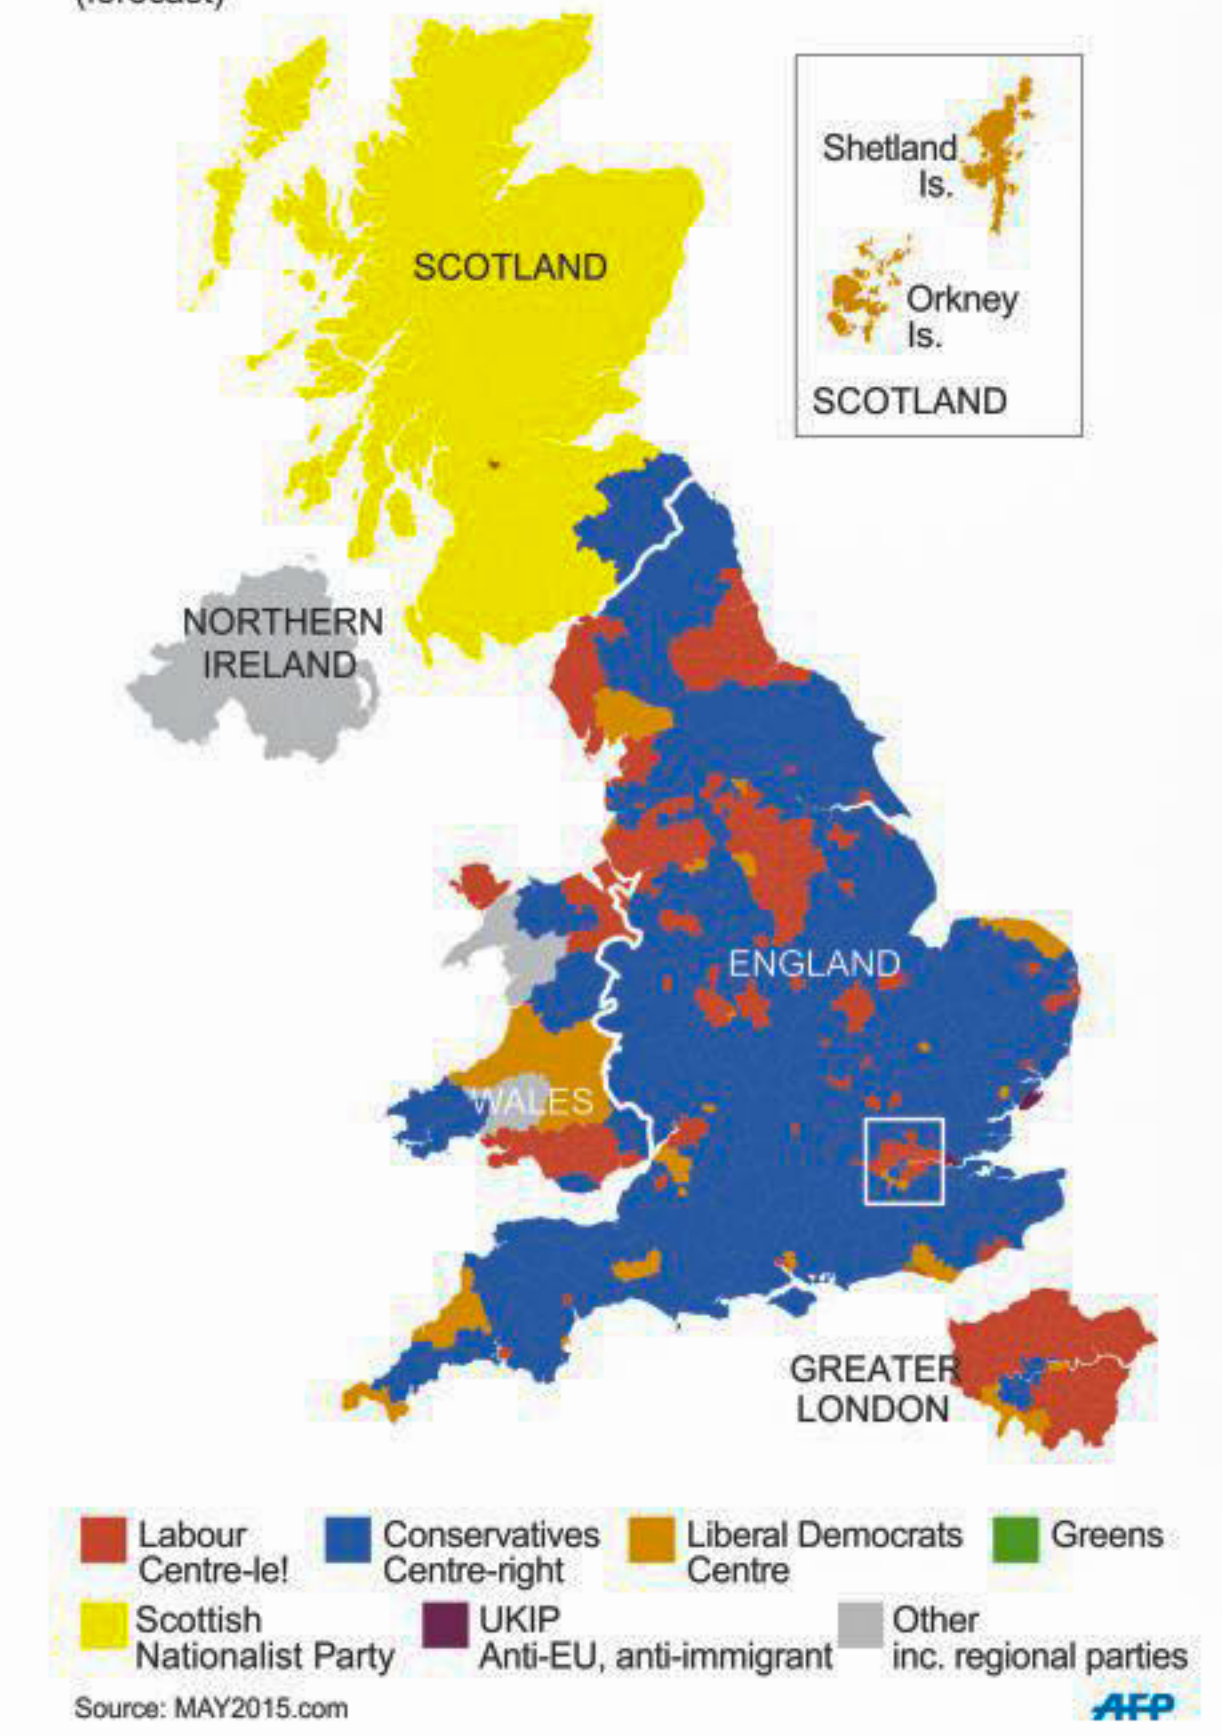 (forecast)
Shetland
Is.
SCOTLAND
Orkney
Is.
SCOTLAND
NORTHERN
IRELAND
ENGLAND
WALES
GREATER
LONDON
Labour
Centre-le!
Conservatives
Centre-right
Liberal Democrats
Centre
Greens
Scottish
Nationalist Party
UKIP
Anti-EU, anti-immigrant
Other
inc. regional parties
Source: MAY2015.com
AFP